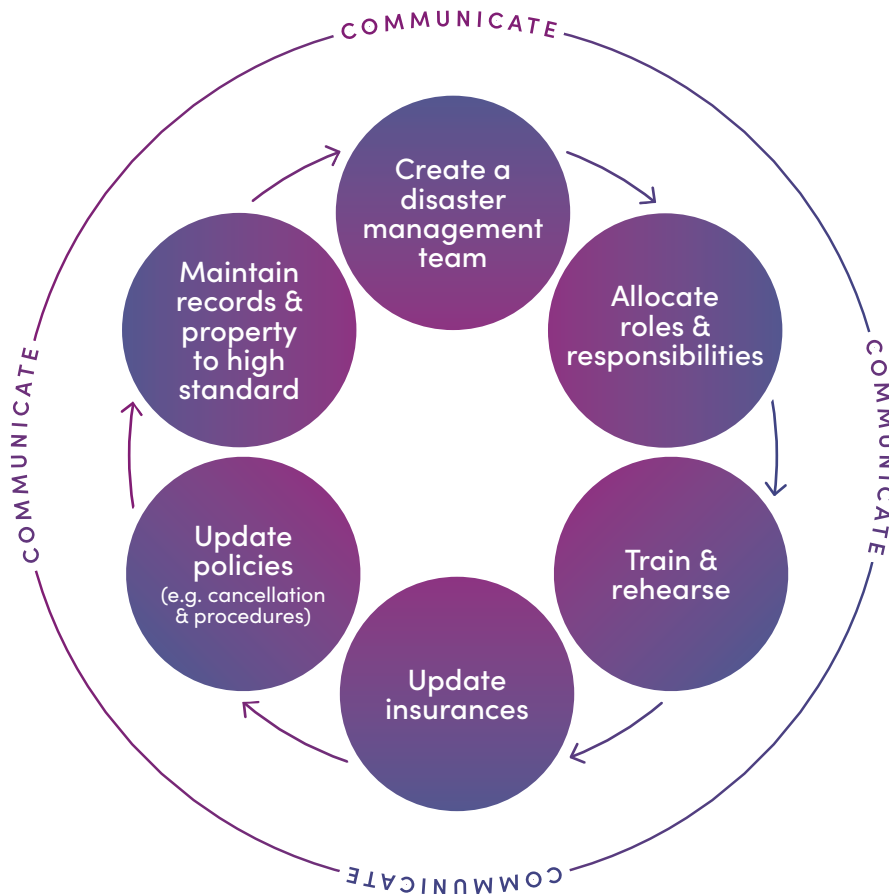 COMMUNICATE
Create a
disaster
management
team
Allocate
roles &
responsibilities
COMMUNICATE
Train &
rehearse
Update
insurances
COMMUNICATE
Update
policies
(e.g. cancellation
& procedures)
COMMUNICATE
Maintain
records &
property
to high
standard